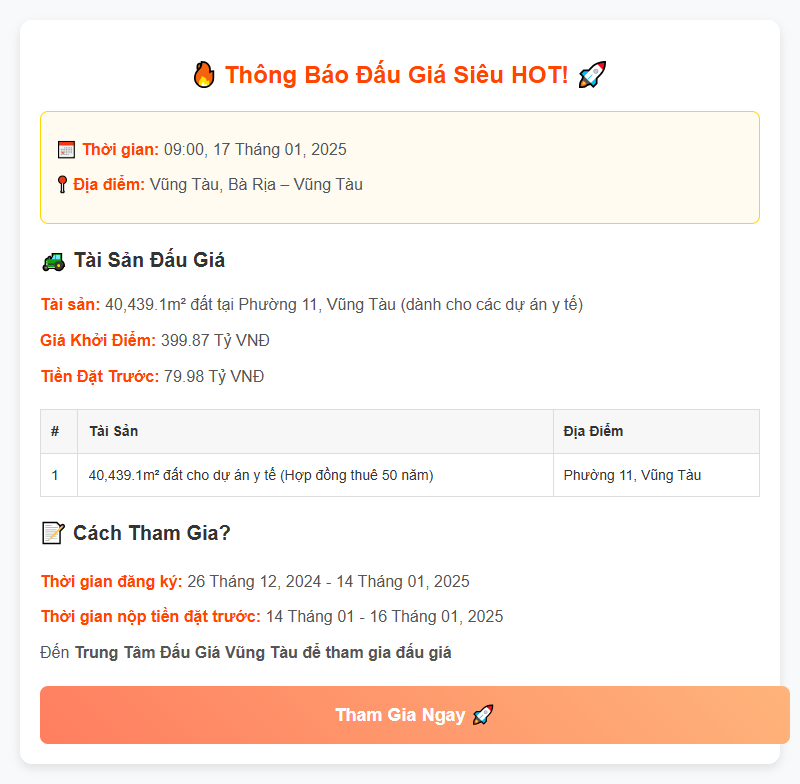 🔥 Thông Báo Đấu Giá Siêu HOT! 🚀
📅 Thời gian: 09:00, 17 Tháng 01, 2025
📍 Địa điểm: Vũng Tàu, Bà Rịa – Vũng Tàu
🚜 Tài Sản Đấu Giá
Tài sản: 40,439.1m² đất tại Phường 11, Vũng Tàu (dành cho các dự án y tế)
Giá Khởi Điểm: 399.87 Tỷ VNĐ
Tiền Đặt Trước: 79.98 Tỷ VNĐ
# Tài Sản Địa Điểm
1 40,439.1m² đất cho dự án y tế (Hợp đồng thuê 50 năm) Phường 11, Vũng Tàu
📝 Cách Tham Gia?
Thời gian đăng ký: 26 Tháng 12, 2024 - 14 Tháng 01, 2025
Thời gian nộp tiền đặt trước: 14 Tháng 01 - 16 Tháng 01, 2025
Đến Trung Tâm Đấu Giá Vũng Tàu để tham gia đấu giá
Tham Gia Ngay 🚀